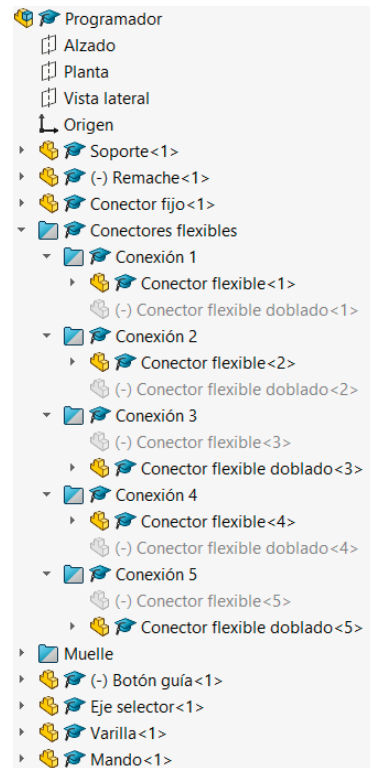 Programador
Alzado
Planta
Vista lateral
Origen
Soporte<1>
(-) Remache<1>
Conector fijo<1>
Conectores flexibles
Conexión 1
Conector flexible<1>
(-) Conector flexible doblado<1>
Conexión 2
Conector flexible<2>
(-) Conector flexible doblado<2>
Conexión 3
(-) Conector flexible<3>
Conector flexible doblado<3>
Conexión 4
Conector flexible<4>
(-) Conector flexible doblado<4>
Conexión 5
(-) Conector flexible<5>
Conector flexible doblado<5>
Muelle
(-) Botón guía<1>
Eje selector<1>
Varilla<1>
Mando<1>